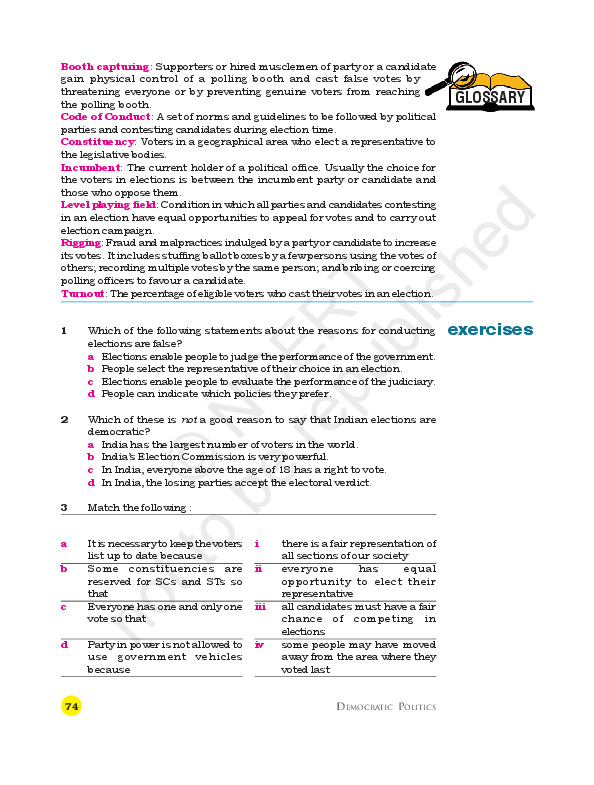 Booth capturing: Supporters or hired musclemen of party or a candidate
gain physical control of a polling booth and cast false votes by
threatening everyone or by preventing genuine voters from reaching
the polling booth.
Code of Conduct: A set of norms and guidelines to be followed by political
parties and contesting candidates during election time.
Constituency: Voters in a geographical area who elect a representative to
the legislative bodies.
Incumbent: The current holder of a political office. Usually the choice for
the voters in elections is between the incumbent party or candidate and
those who oppose them.
Level playing field: Condition in which all parties and candidates contesting
in an election have equal opportunities to appeal for votes and to carry out
election campaign.
Rigging: Fraud and malpractices indulged by a party or candidate to increase
its votes. It includes stuffing ballot boxes by a few persons using the votes of
others; recording multiple votes by the same person; and bribing or coercing
polling officers to favour a candidate.
Turnout: The percentage of eligible voters who cast their votes in an election.
GLOSSARY
exercises
1 Which of the following statements about the reasons for conducting
elections are false?
a Elections enable people to judge the performance of the government.
b People select the representative of their choice in an election.
c Elections enable people to evaluate the performance of the judiciary.
d People can indicate which policies they prefer.
2 Which of these is not a good reason to say that Indian elections are
democratic?
a India has the largest number of voters in the world.
b India's Election Commission is very powerful.
c In India, everyone above the age of 18 has a right to vote.
d In India, the losing parties accept the electoral verdict.
3 Match the following :
a It is necessary to keep the voters
list up to date because
i there is a fair representation of
all sections of our society
b Some constituencies are
reserved for SCs and STs so
that
ii everyone has equal
opportunity to elect their
representative
c Everyone has one and only one
vote so that
iii all candidates must have a fair
chance of competing in
elections
d Party in power is not allowed to
use government vehicles
because
iv some people may have moved
away from the area where they
voted last
74
DEMOCRATIC POLITICS
© NCERT
not to be republished